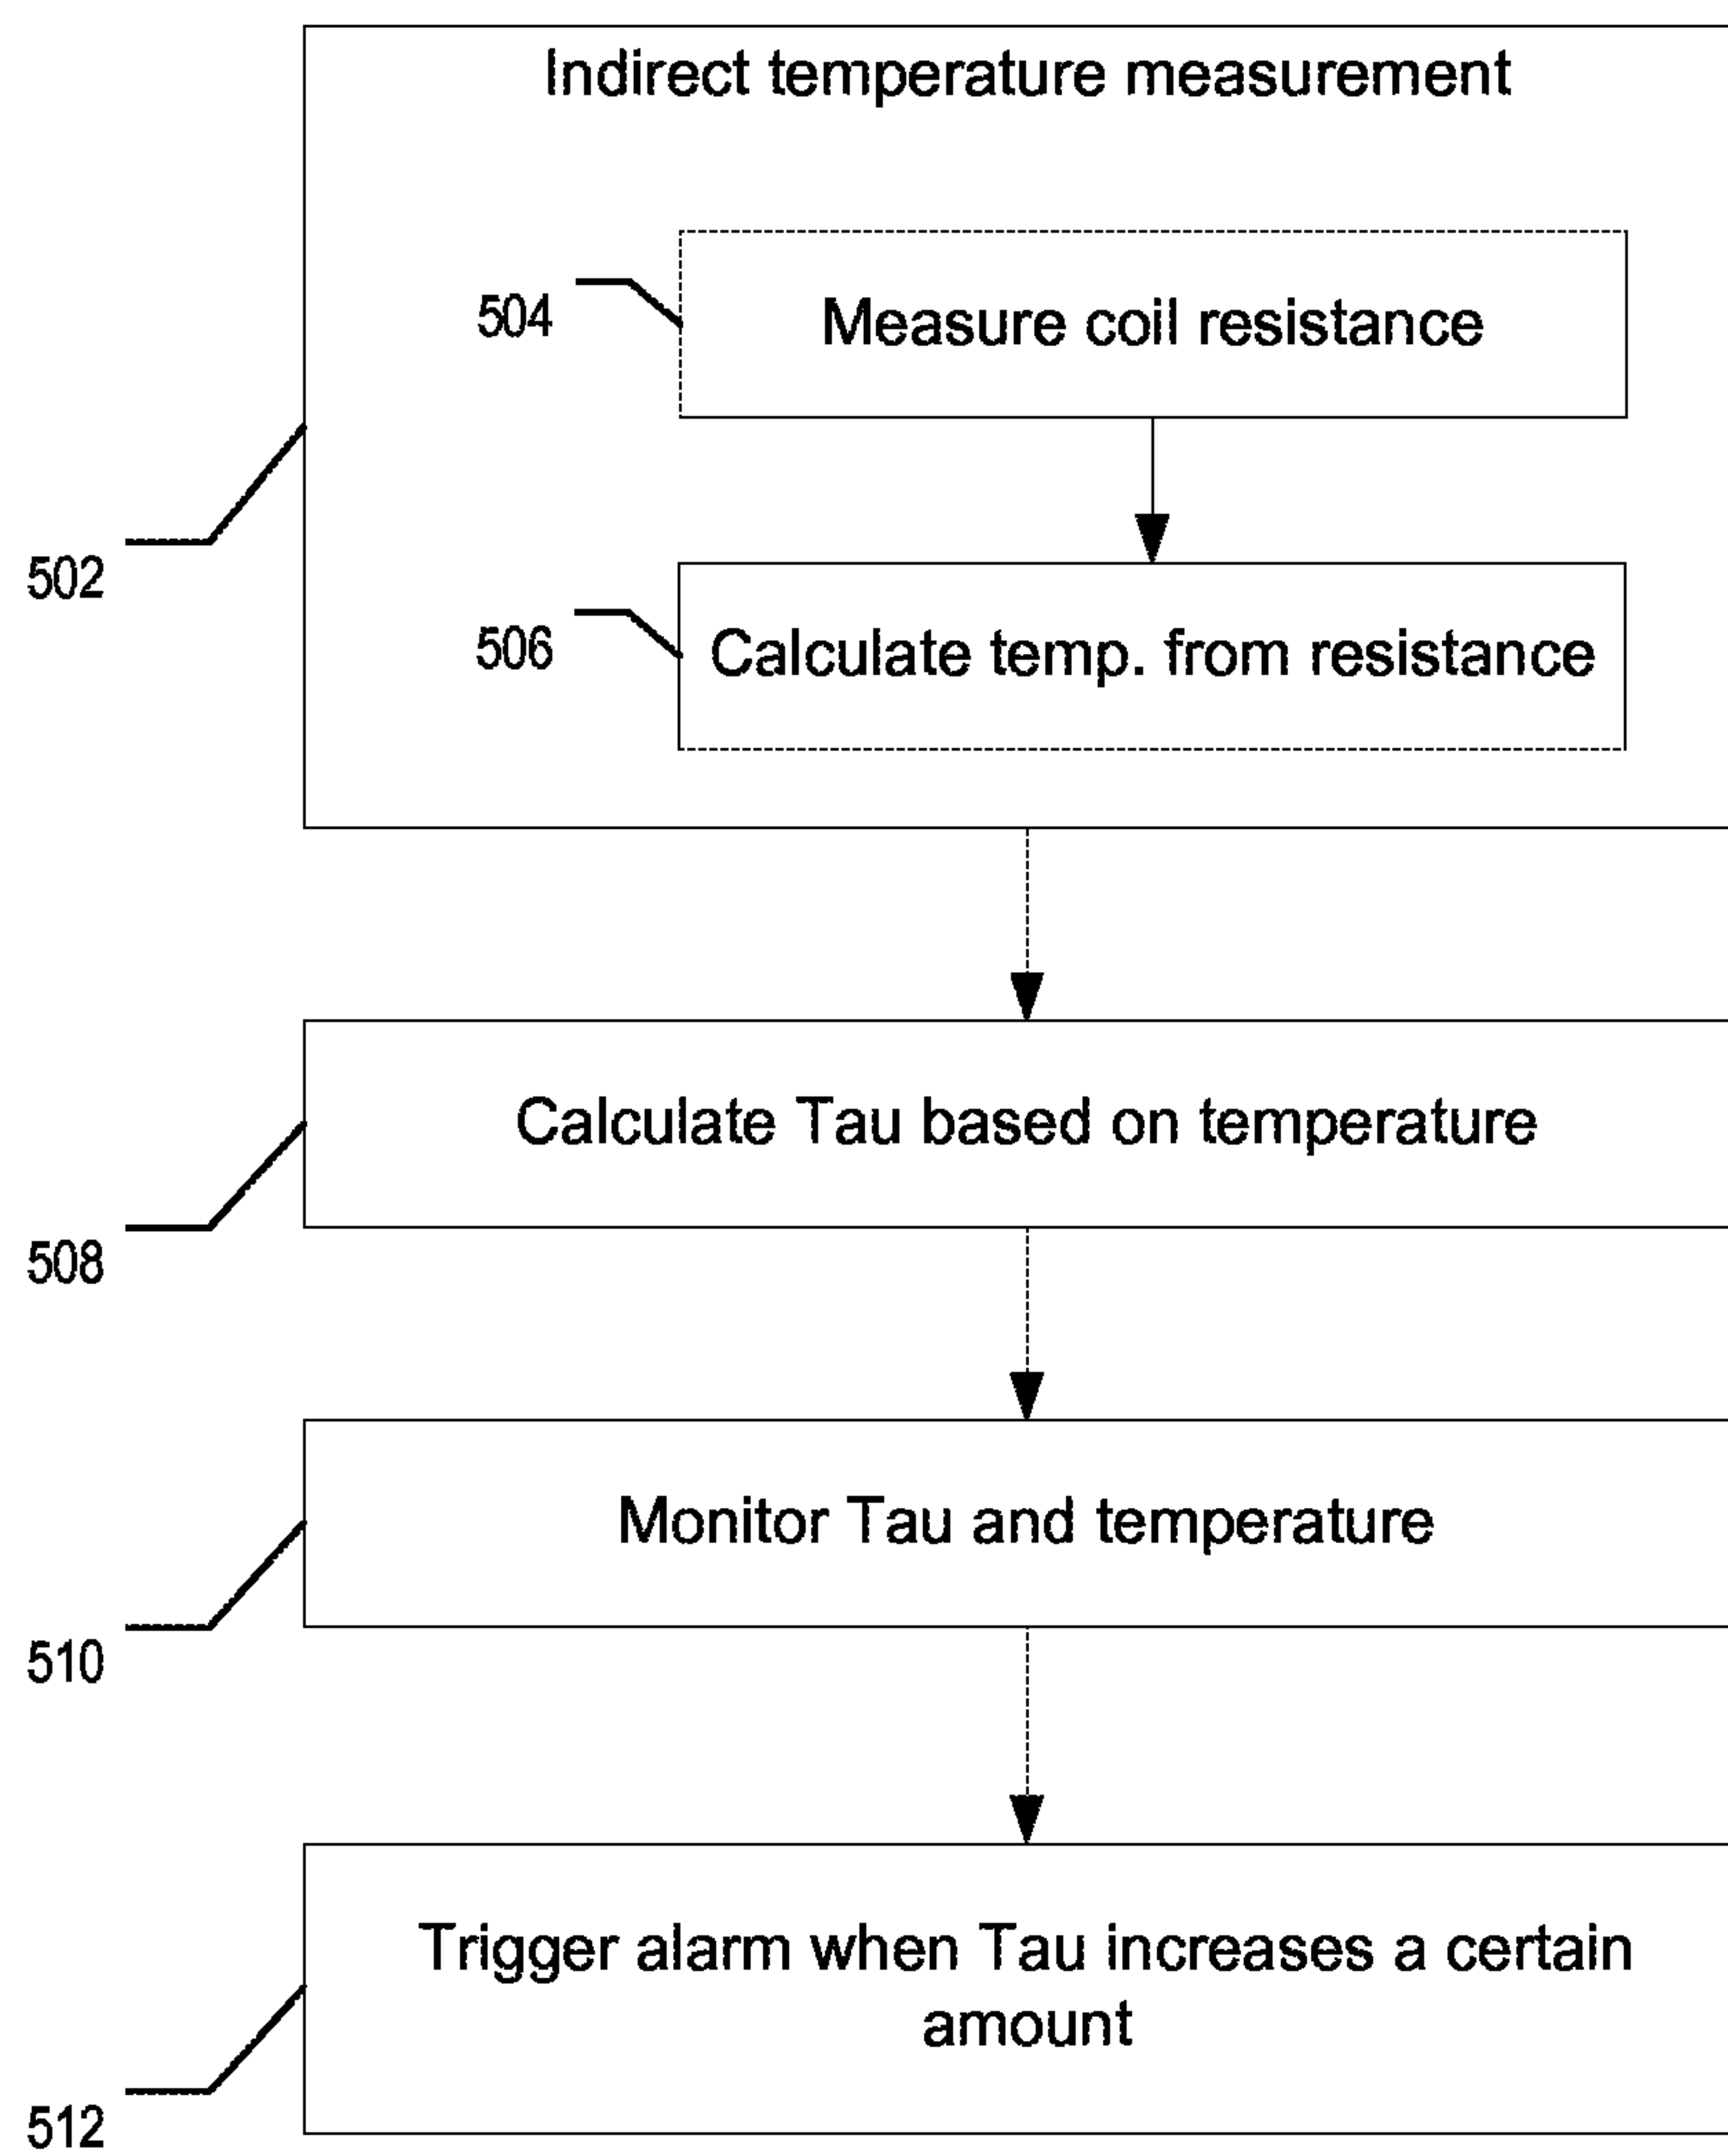 Indirect temperature measurement
504
Measure coil resistance
502
506
Calculate temp. from resistance
Calculate Tau based on temperature
508
Monitor Tau and temperature
510
Trigger alarm when Tau increases a certain
amount
512